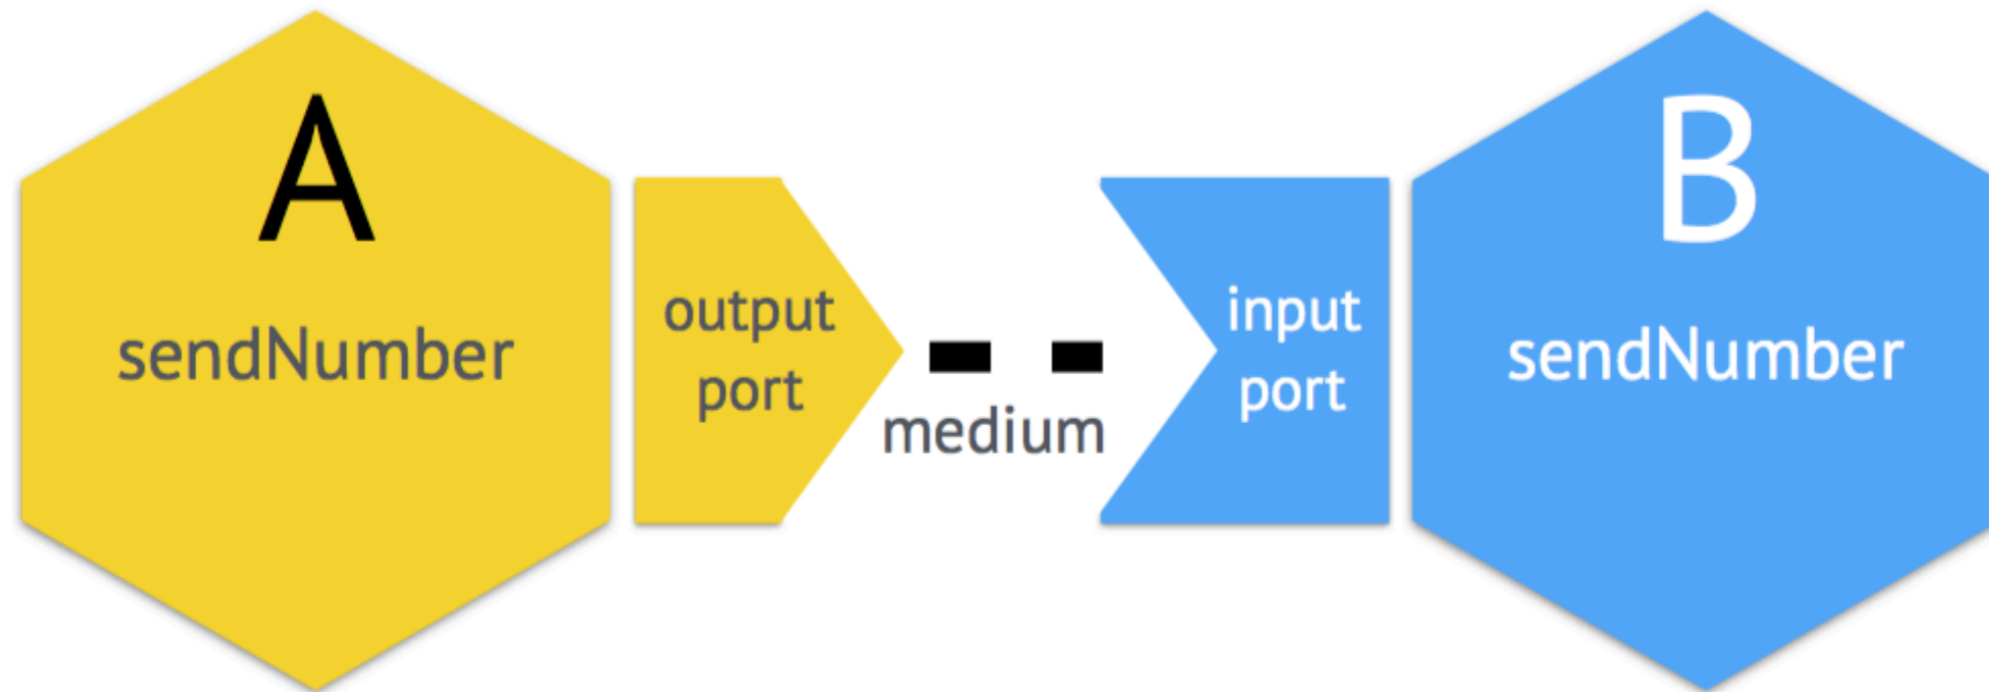 A
sendNumber
output
port
medium
input
port
B
sendNumber